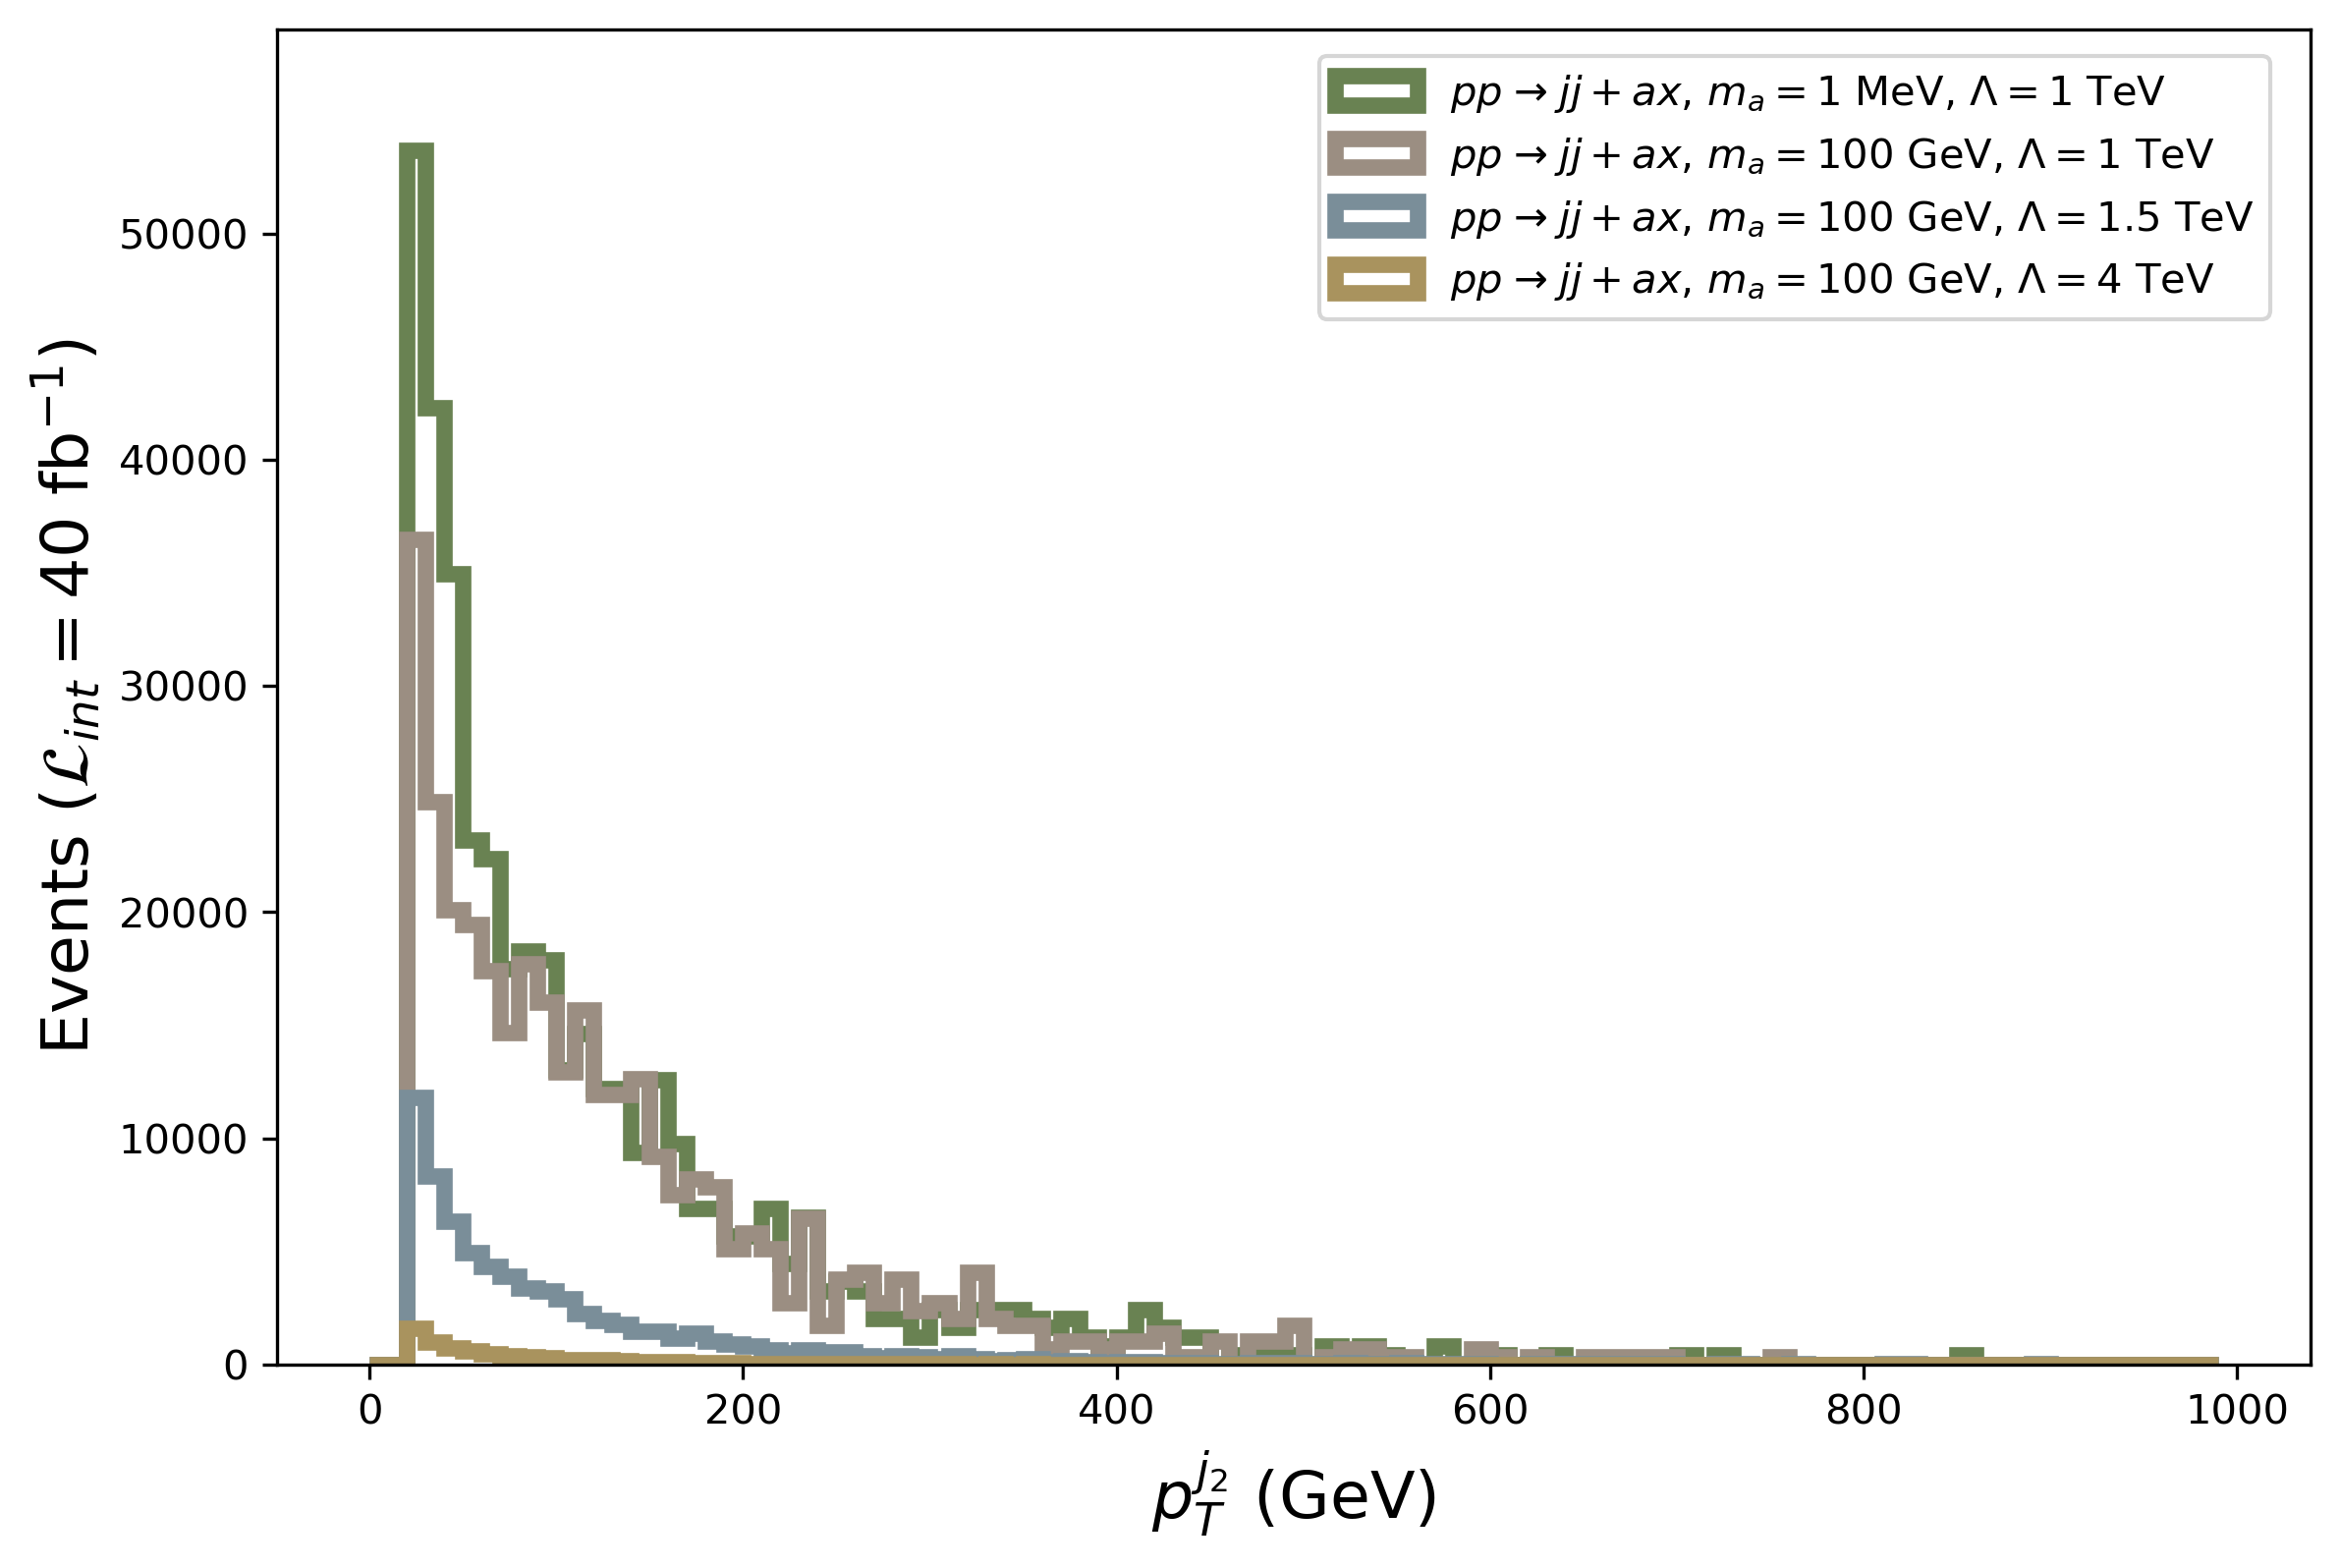 pp → jj + ax, m_a = 1 MeV, Λ = 1 TeV
pp → jj + ax, m_a = 100 GeV, Λ = 1 TeV
pp → jj + ax, m_a = 100 GeV, Λ = 1.5 TeV
pp → jj + ax, m_a = 100 GeV, Λ = 4 TeV
Events (ℒ_int = 40 fb⁻¹)
50000
40000
30000
20000
10000
0
0 200 400 600 800 1000
p_T^{j_2} (GeV)